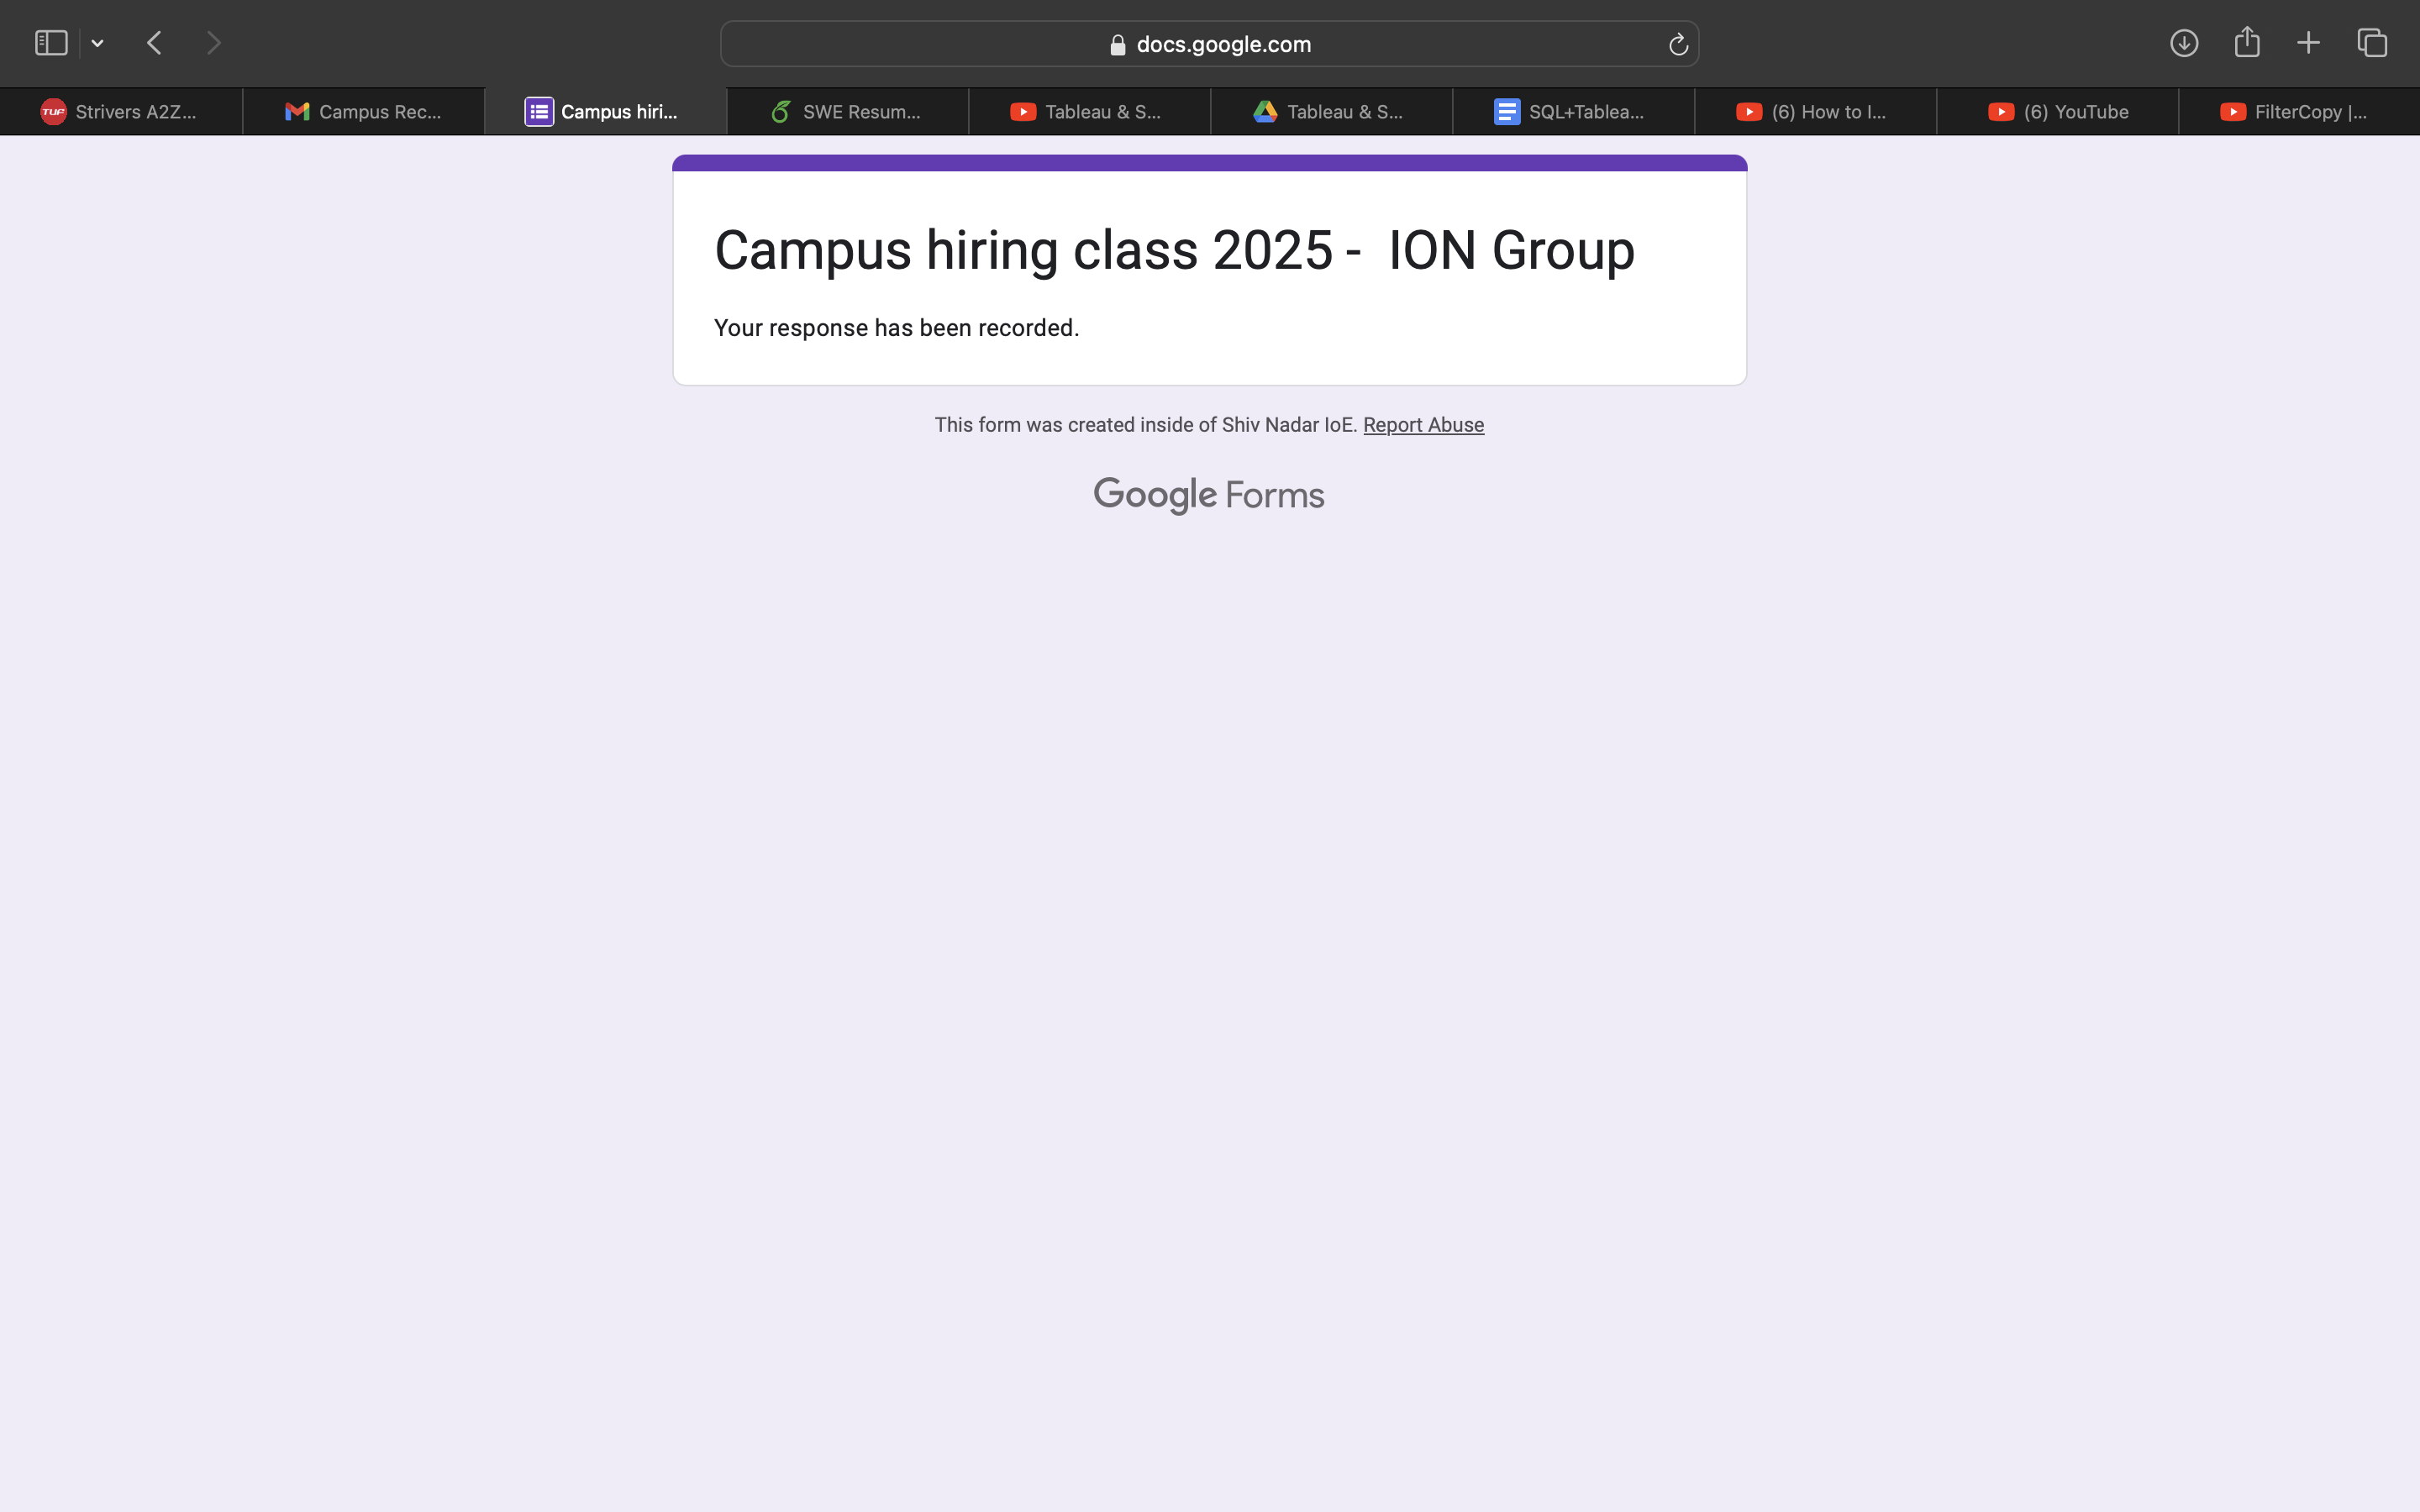 docs.google.com
TUF Strivers A2Z...
Campus Rec...
Campus hiri...
SWE Resum...
Tableau & S...
Tableau & S...
SQL+Tablea...
(6) How to I...
(6) YouTube
FilterCopy |...
Campus hiring class 2025 -  ION Group
Your response has been recorded.
This form was created inside of Shiv Nadar IoE. Report Abuse
Google Forms